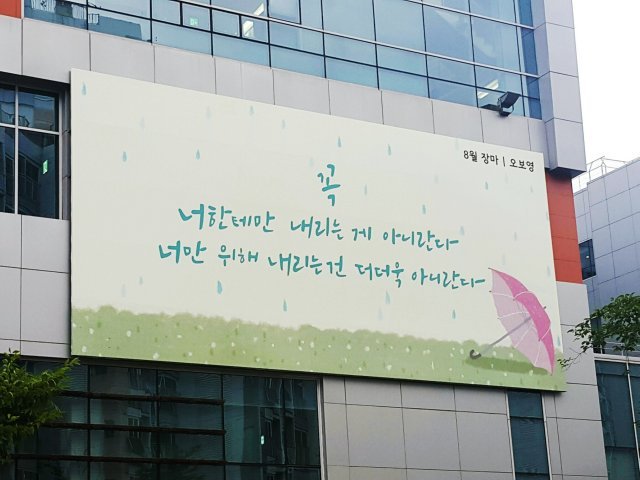 8월 장마 | 오보영
꼭
너한테만 내리는 게 아니란다
너만 위해 내리는건 더더욱 아니란다